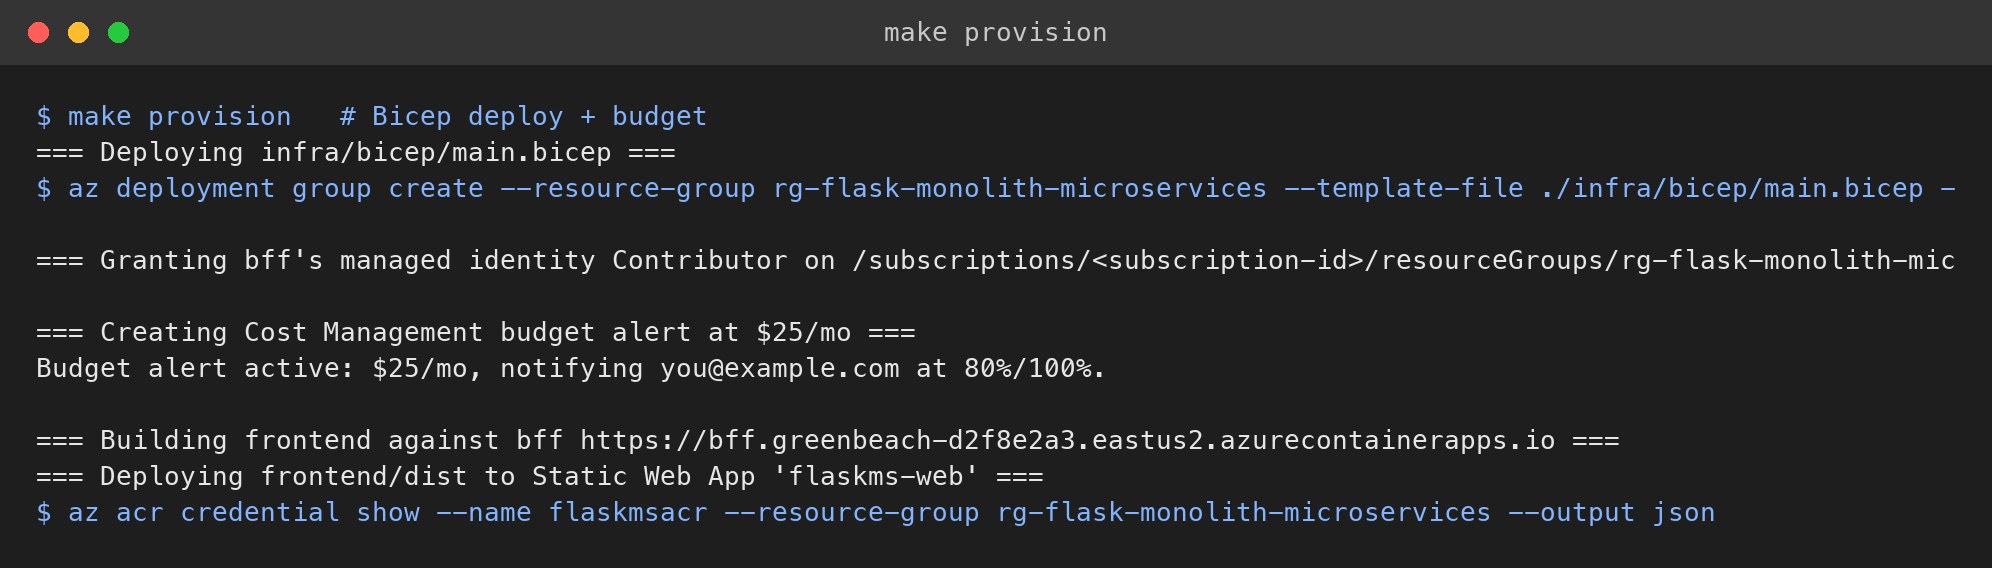 make provision
$ make provision   # Bicep deploy + budget
=== Deploying infra/bicep/main.bicep ===
$ az deployment group create --resource-group rg-flask-monolith-microservices --template-file ./infra/bicep/main.bicep -
=== Granting bff's managed identity Contributor on /subscriptions/<subscription-id>/resourceGroups/rg-flask-monolith-mic
=== Creating Cost Management budget alert at $25/mo ===
Budget alert active: $25/mo, notifying you@example.com at 80%/100%.
=== Building frontend against bff https://bff.greenbeach-d2f8e2a3.eastus2.azurecontainerapps.io ===
=== Deploying frontend/dist to Static Web App 'flaskms-web' ===
$ az acr credential show --name flaskmsacr --resource-group rg-flask-monolith-microservices --output json